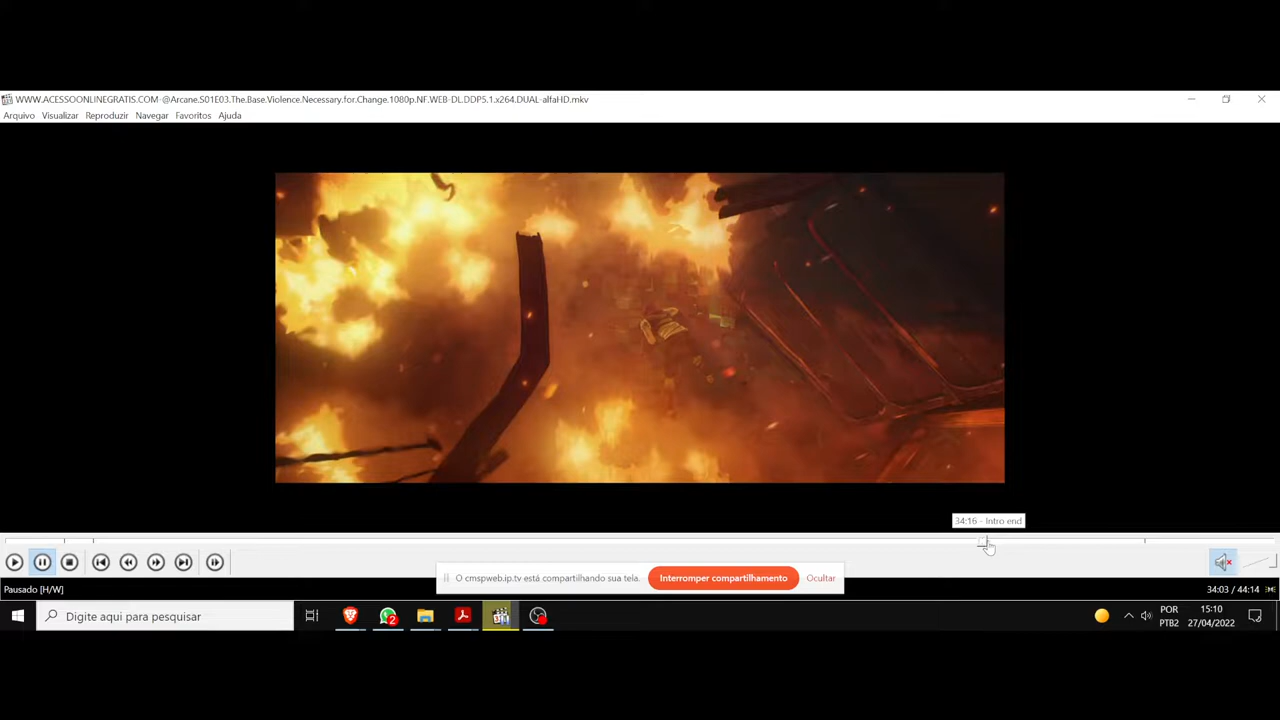 WWW.ACESSOONLINEGRATIS.COM-@Arcane.S01E03.The.Base.Violence.Necessary.for.Change.1080p.NF.WEB-DL.DDP5.1.x264.DUAL-alfaHD.mkv
Arquivo Visualizar Reproduzir Navegar Favoritos Ajuda
34:16 - Intro end
O cmspweb.ip.tv está compartilhando sua tela. Interromper compartilhamento Ocultar
Pausado [H/W] 34:03 / 44:14
Digite aqui para pesquisar 2 POR 15:10
PTB2 27/04/2022